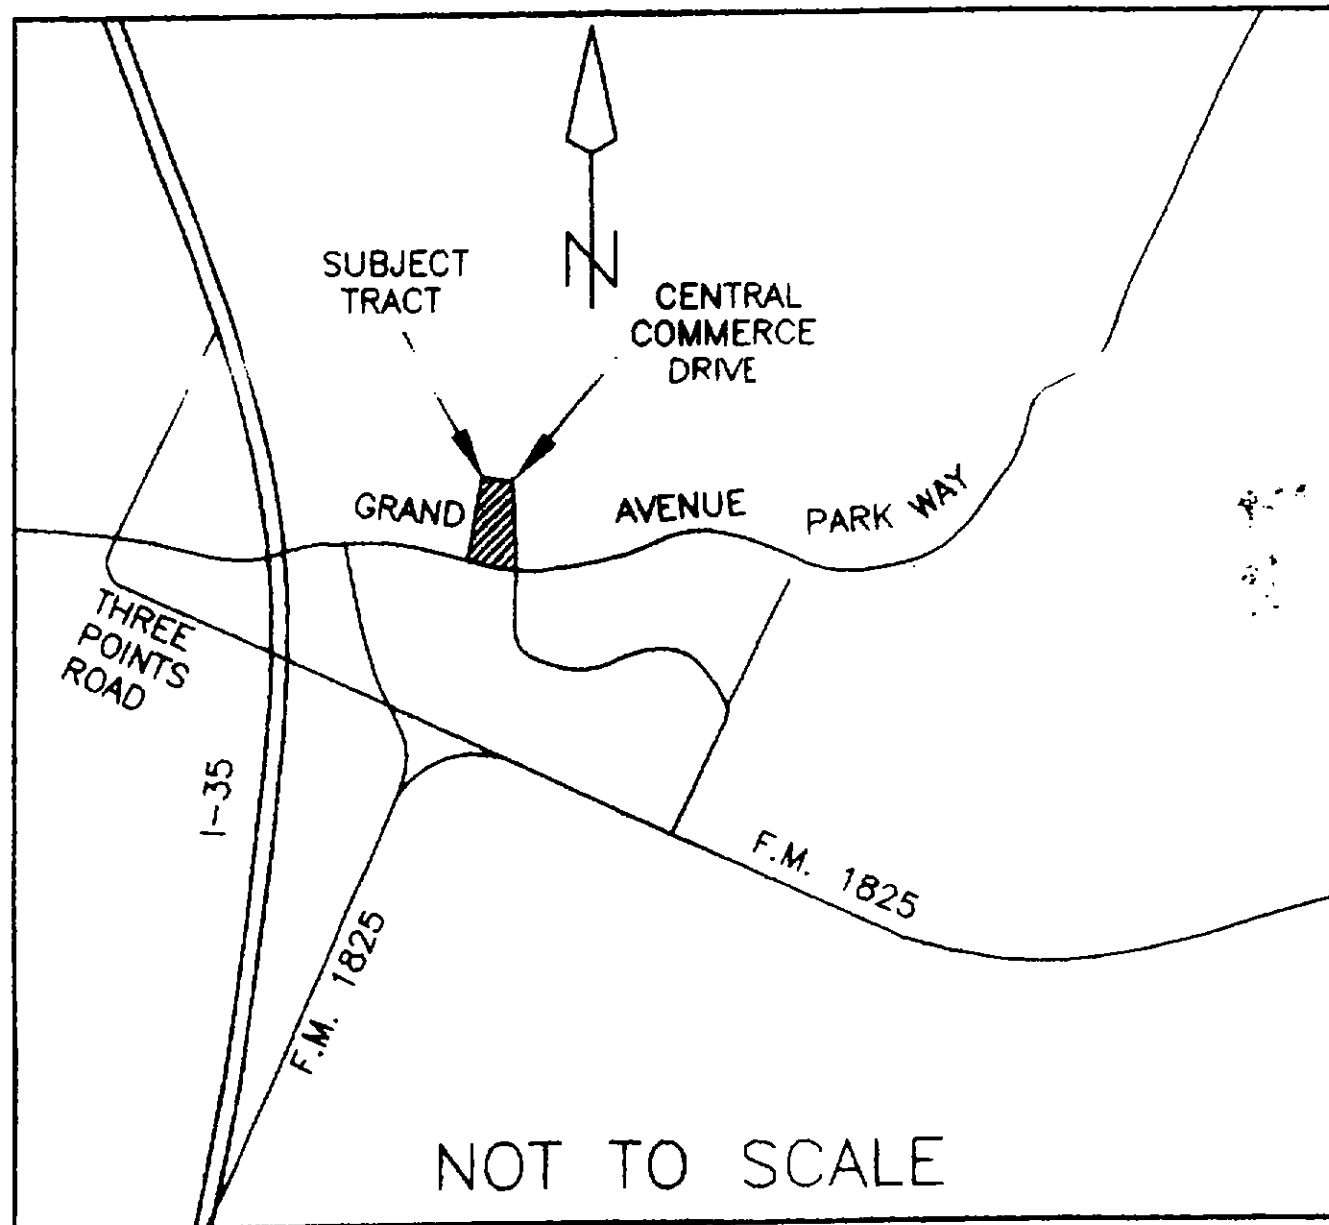 N
SUBJECT
TRACT
CENTRAL
COMMERCE
DRIVE
GRAND AVENUE PARK WAY
THREE
POINTS
ROAD
I-35
F.M. 1825
F.M. 1825
NOT TO SCALE